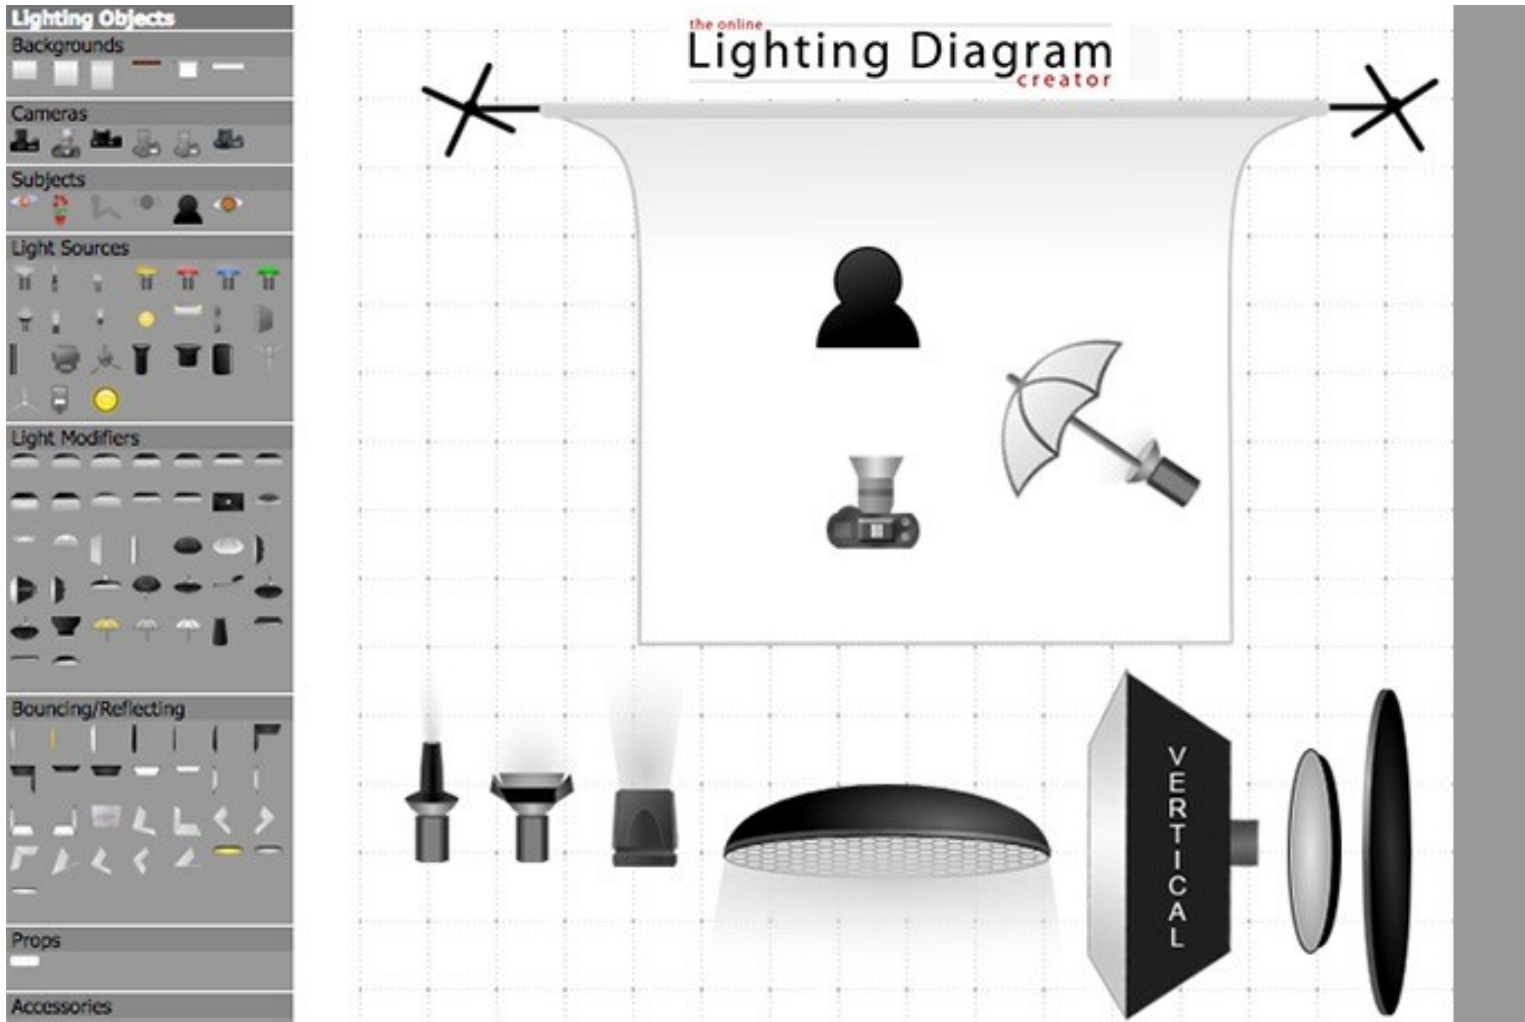 Lighting Objects
Backgrounds
Cameras
Subjects
Light Sources
Light Modifiers
Bouncing/Reflecting
Props
Accessories
the online
Lighting Diagram
creator
VERTICAL